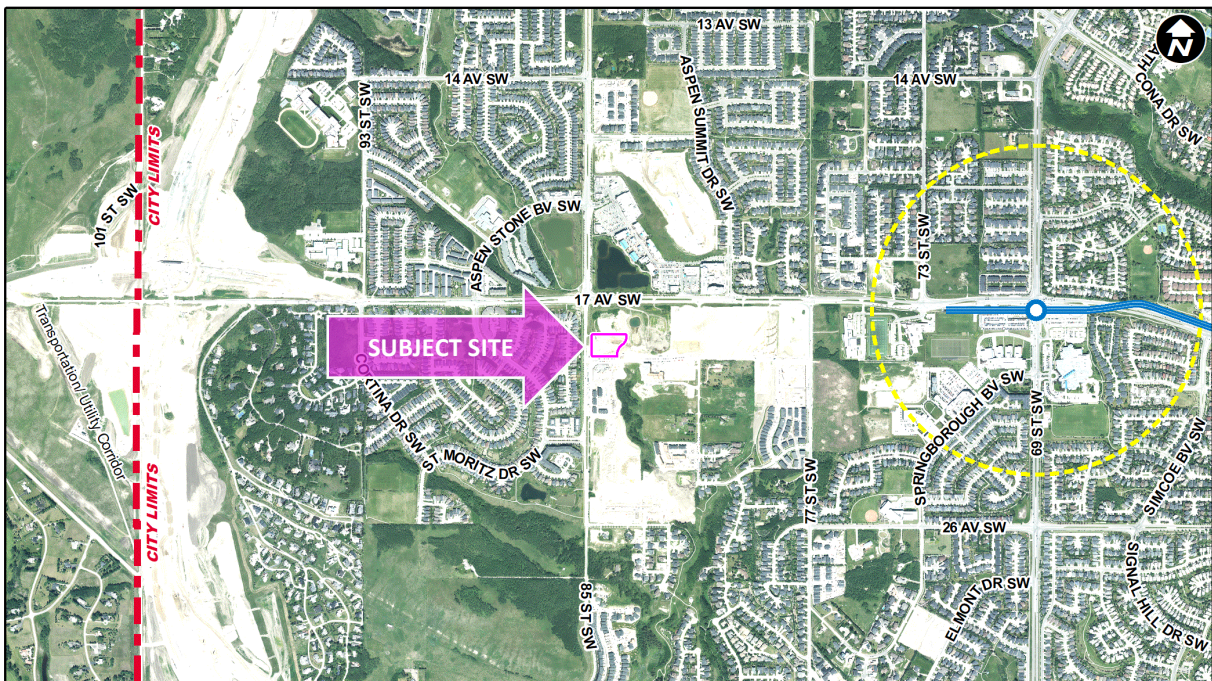 13 AV SW
N
14 AV SW
14 AV SW
CONA DR SW
ATH
93 ST SW
ASPEN SUMMIT DR SW
101 ST SW
CITY LIMITS
ASPEN STONE BV SW
73 ST SW
17 AV SW
SUBJECT SITE
Transportation/Utility Corridor
CORTINA DR SW
ST MORITZ DR SW
SPRINGBOROUGH BV SW
69 ST SW
SIMCOE BV SW
77 ST SW
CITY LIMITS
26 AV SW
85 ST SW
ELMONT DR SW
SIGNAL HILL DR SW